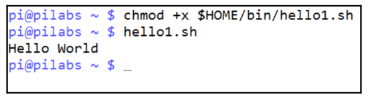 pi@pilabs ~ $ chmod +x $HOME/bin/hello1.sh
pi@pilabs ~ $ hello1.sh
Hello World
pi@pilabs ~ $ _